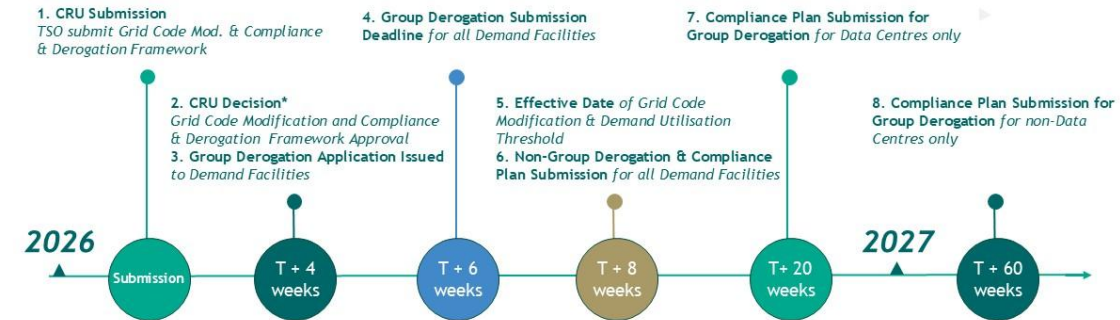 1. CRU Submission
TSO submit Grid Code Mod. & Compliance
& Derogation Framework
4. Group Derogation Submission
Deadline for all Demand Facilities
7. Compliance Plan Submission for
Group Derogation for Data Centres only
2. CRU Decision*
Grid Code Modification and Compliance
& Derogation Framework Approval
3. Group Derogation Application Issued
to Demand Facilities
5. Effective Date of Grid Code
Modification & Demand Utilisation
Threshold
6. Non-Group Derogation & Compliance
Plan Submission for all Demand Facilities
8. Compliance Plan Submission for
Group Derogation for non-Data
Centres only
2026
Submission
T + 4
weeks
T + 6
weeks
T + 8
weeks
T+ 20
weeks
2027
T + 60
weeks